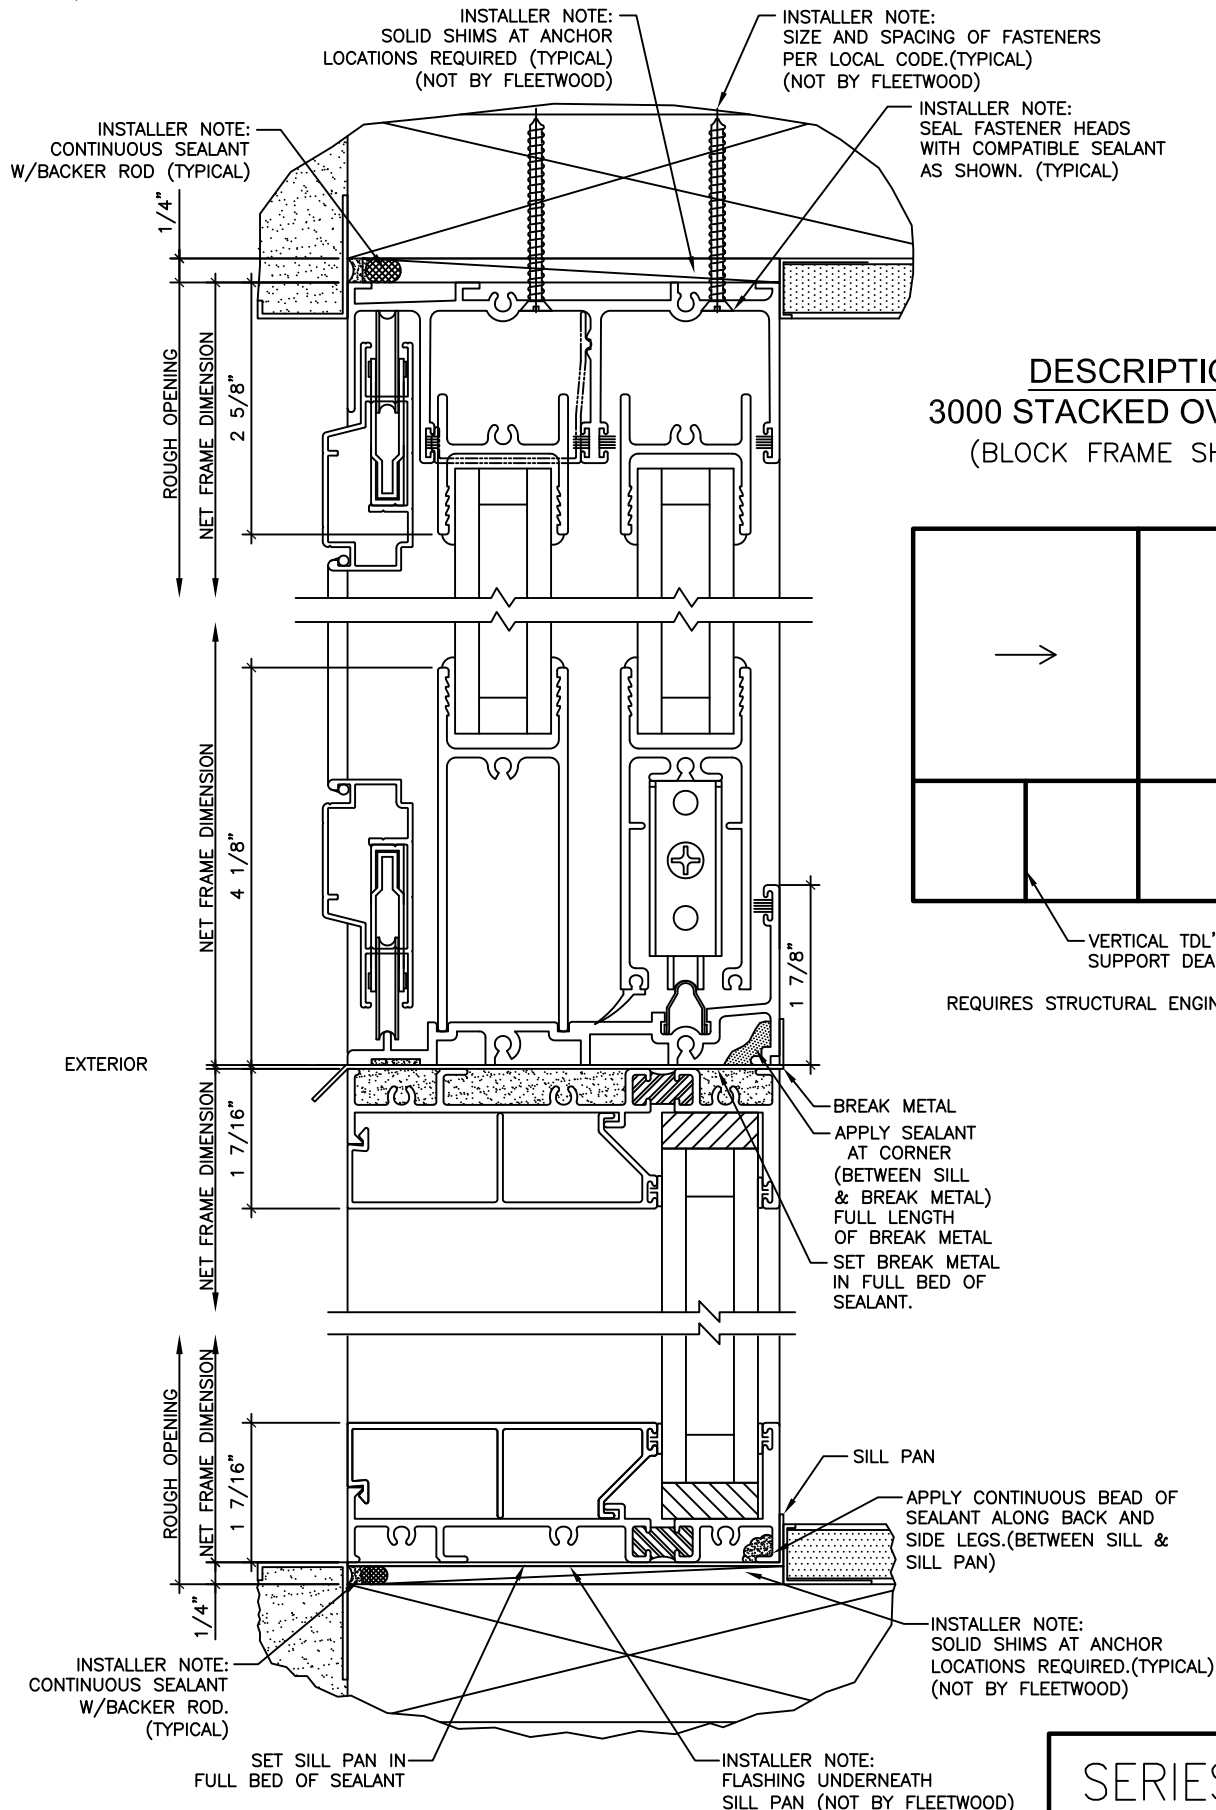 INSTALLER NOTE:
SOLID SHIMS AT ANCHOR
LOCATIONS REQUIRED (TYPICAL)
(NOT BY FLEETWOOD)
INSTALLER NOTE:
SIZE AND SPACING OF FASTENERS
PER LOCAL CODE.(TYPICAL)
(NOT BY FLEETWOOD)
INSTALLER NOTE:
CONTINUOUS SEALANT
W/BACKER ROD (TYPICAL)
INSTALLER NOTE:
SEAL FASTENER HEADS
WITH COMPATIBLE SEALANT
AS SHOWN. (TYPICAL)
1/4"
ROUGH OPENING
NET FRAME DIMENSION
2 5/8"
3000 STACKED
(BLOCK FRAME
NET FRAME DIMENSION
4 1/8"
1 7/8"
VERTICAL
SUPPORT
REQUIRES STRUCTURAL
EXTERIOR
NET FRAME DIMENSION
1 7/16"
BREAK METAL
APPLY SEALANT
AT CORNER
(BETWEEN SILL
& BREAK METAL)
FULL LENGTH
OF BREAK METAL
SET BREAK METAL
IN FULL BED OF
SEALANT.
ROUGH OPENING
NET FRAME DIMENSION
1 7/16"
1/4"
SILL PAN
APPLY CONTINUOUS BEAD OF
SEALANT ALONG BACK AND
SIDE LEGS.(BETWEEN SILL &
SILL PAN)
INSTALLER NOTE:
SOLID SHIMS AT ANCHOR
LOCATIONS REQUIRED.(TYPICAL)
(NOT BY FLEETWOOD)
INSTALLER NOTE:
CONTINUOUS SEALANT
W/BACKER ROD.
(TYPICAL)
SET SILL PAN IN
FULL BED OF SEALANT
INSTALLER NOTE:
FLASHING UNDERNEATH
SILL PAN (NOT BY FLEETWOOD)
SERIES